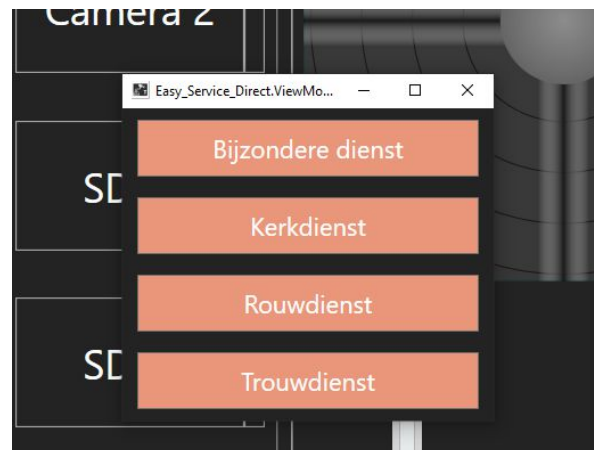 Camera 2
Easy_Service_Direct.ViewMo...
Bijzondere dienst
SD
Kerkdienst
Rouwdienst
SD
Trouwdienst